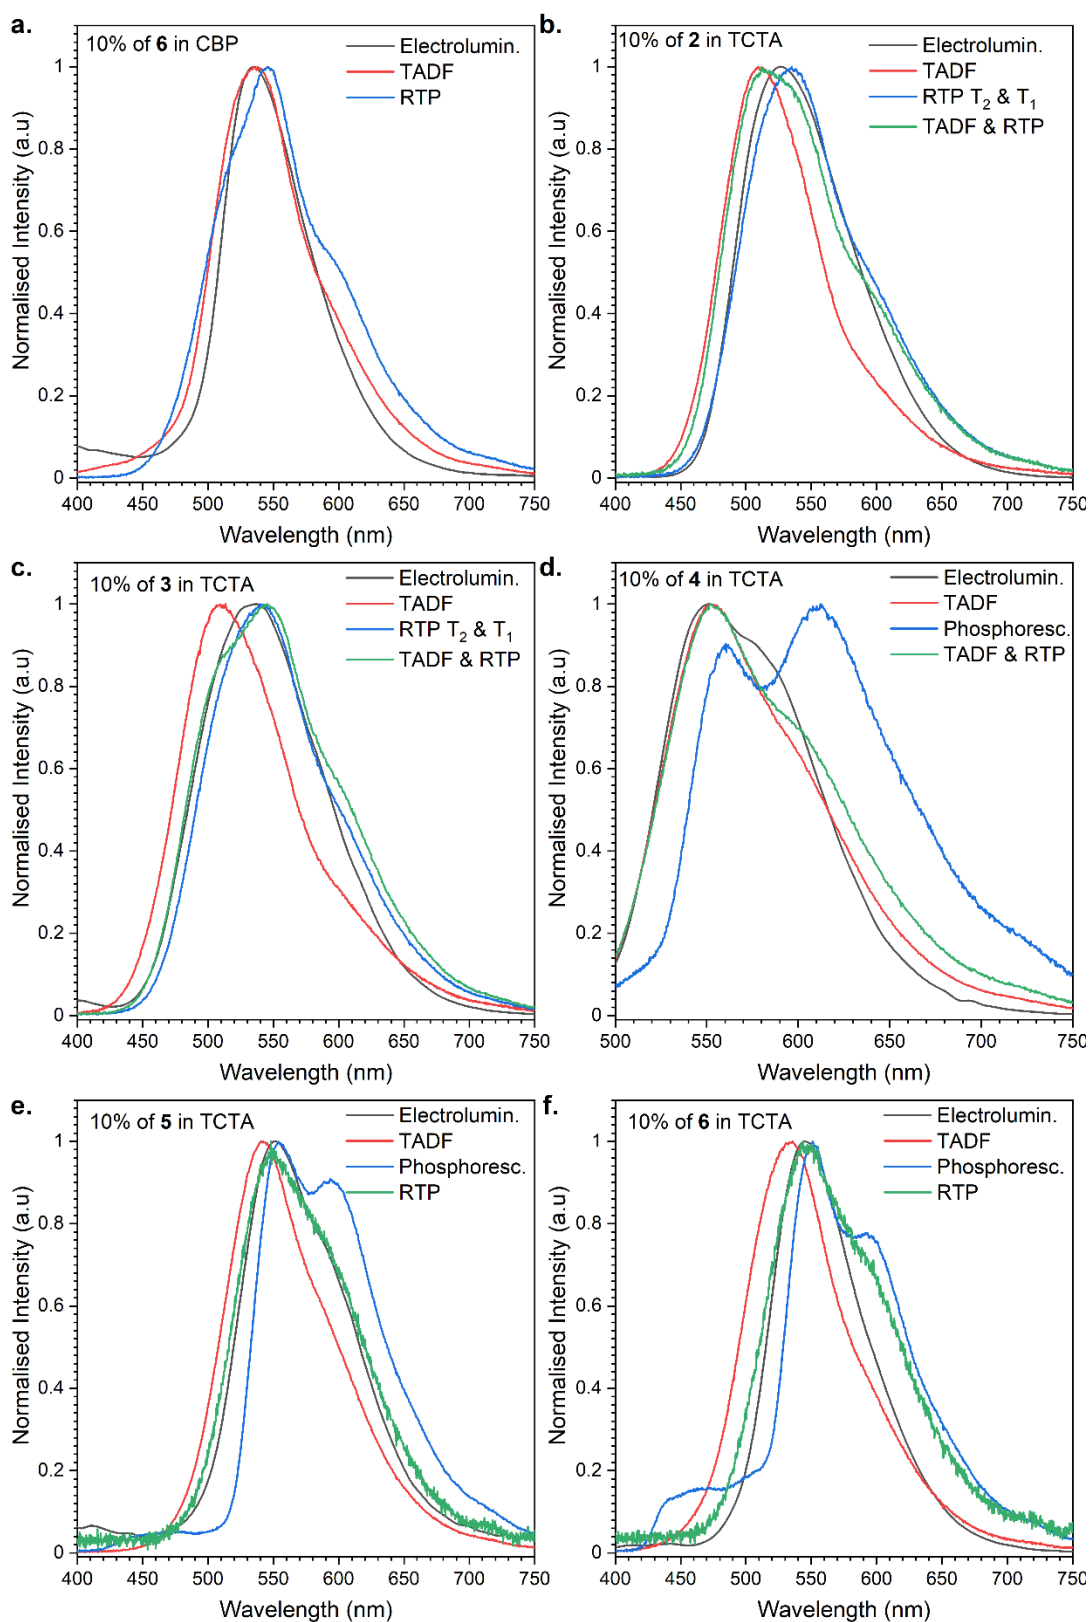 a.
10% of 6 in CBP
Electrolumin.
TADF
RTP
Normalised Intensity (a.u)
1
0.8
0.6
0.4
0.2
0
400 450 500 550 600 650 700 750
Wavelength (nm)
b.
10% of 2 in TCTA
Electrolumin.
TADF
RTP T₂ & T₁
TADF & RTP
Normalised Intensity (a.u)
1
0.8
0.6
0.4
0.2
0
400 450 500 550 600 650 700 750
Wavelength (nm)
c.
10% of 3 in TCTA
Electrolumin.
TADF
RTP T₂ & T₁
TADF & RTP
Normalised Intensity (a.u)
1
0.8
0.6
0.4
0.2
0
400 450 500 550 600 650 700 750
Wavelength (nm)
d.
10% of 4 in TCTA
Electrolumin.
TADF
Phosphoresc.
TADF & RTP
Normalised Intensity (a.u)
1
0.8
0.6
0.4
0.2
0
500 550 600 650 700 750
Wavelength (nm)
e.
10% of 5 in TCTA
Electrolumin.
TADF
Phosphoresc.
RTP
Normalised Intensity (a.u)
1
0.8
0.6
0.4
0.2
0
400 450 500 550 600 650 700 750
Wavelength (nm)
f.
10% of 6 in TCTA
Electrolumin.
TADF
Phosphoresc.
RTP
Normalised Intensity (a.u)
1
0.8
0.6
0.4
0.2
0
400 450 500 550 600 650 700 750
Wavelength (nm)